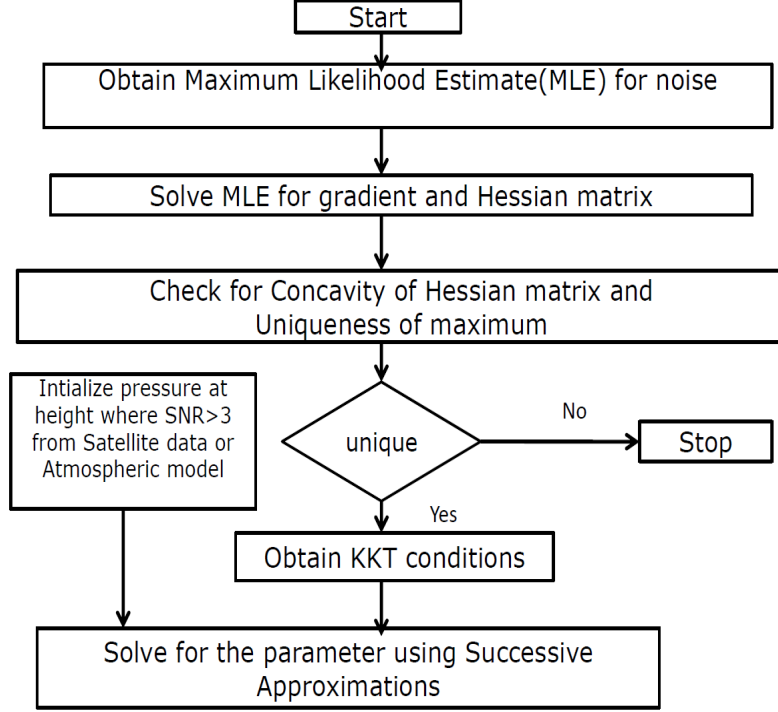 Start
Obtain Maximum Likelihood Estimate(MLE) for noise
Solve MLE for gradient and Hessian matrix
Check for Concavity of Hessian matrix and
Uniqueness of maximum
Intialize pressure at
height where SNR>3
from Satellite data or
Atmospheric model
unique
No
Stop
Yes
Obtain KKT conditions
Solve for the parameter using Successive
Approximations